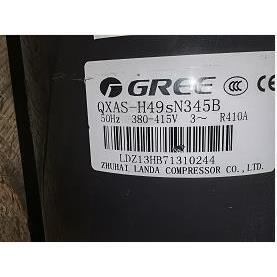 GREE
QXAS-H49sN345B
50Hz 380-415V 3~ R410A
LDZ13HB71310244
ZHUHAI LANDA COMPRESSOR CO., LTD.